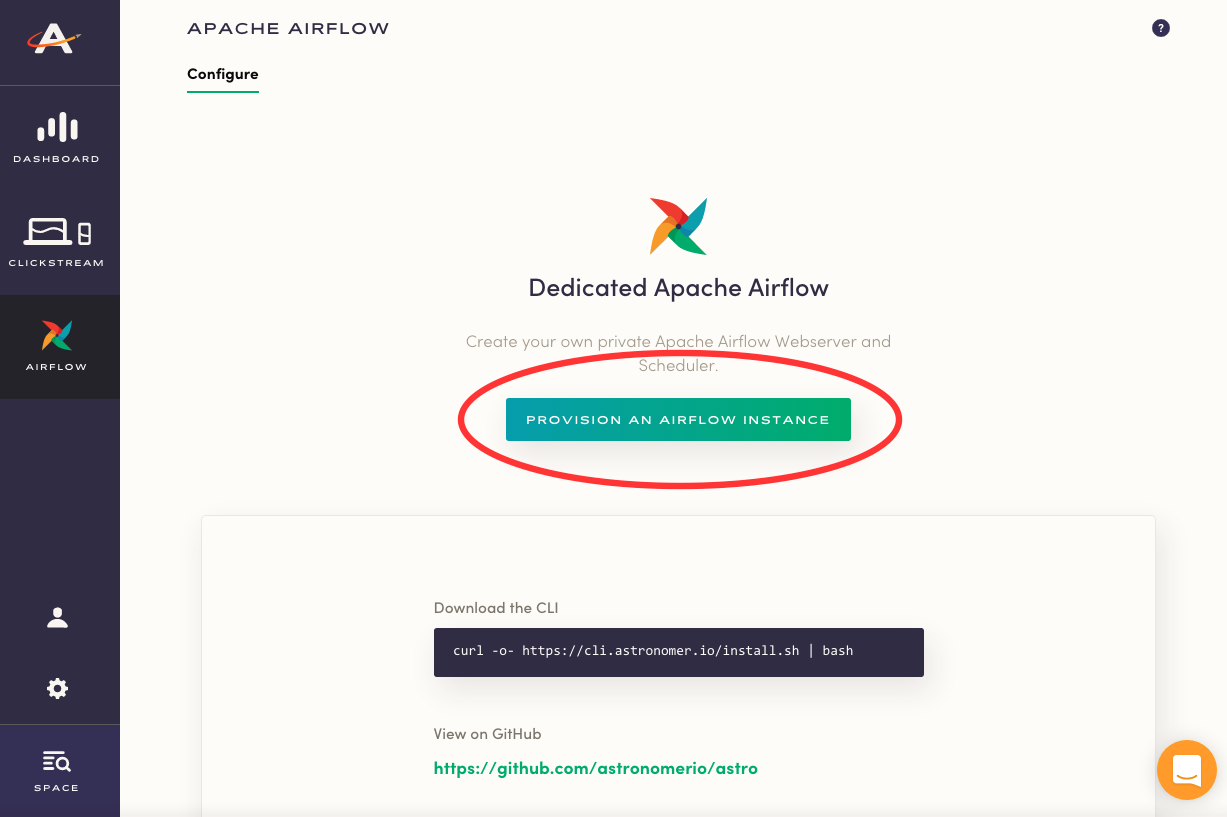 APACHE AIRFLOW
?
Configure
DASHBOARD
CLICKSTREAM
AIRFLOW
SPACE
Dedicated Apache Airflow
Create your own private Apache Airflow Webserver and
Scheduler.
PROVISION AN AIRFLOW INSTANCE
Download the CLI
curl -o- https://cli.astronomer.io/install.sh | bash
View on GitHub
https://github.com/astronomerio/astro